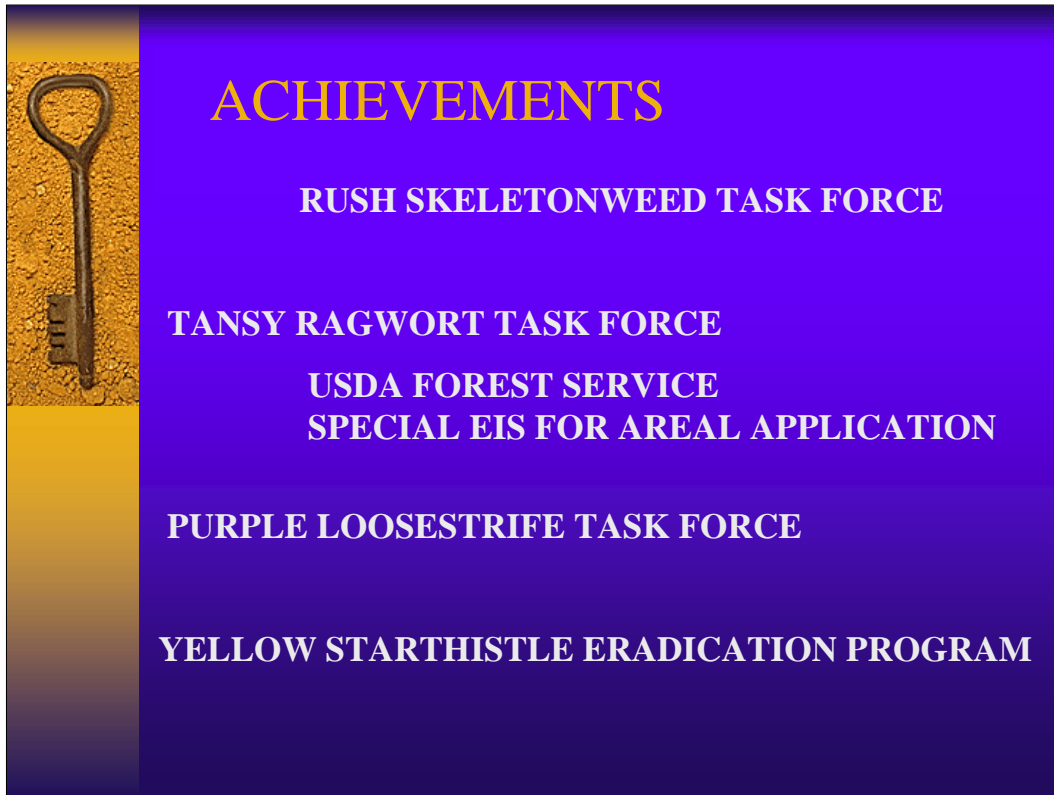 ACHIEVEMENTS
RUSH SKELETONWEED TASK FORCE
TANSY RAGWORT TASK FORCE
USDA FOREST SERVICE
SPECIAL EIS FOR AREAL APPLICATION
PURPLE LOOSESTRIFE TASK FORCE
YELLOW STARTHISTLE ERADICATION PROGRAM